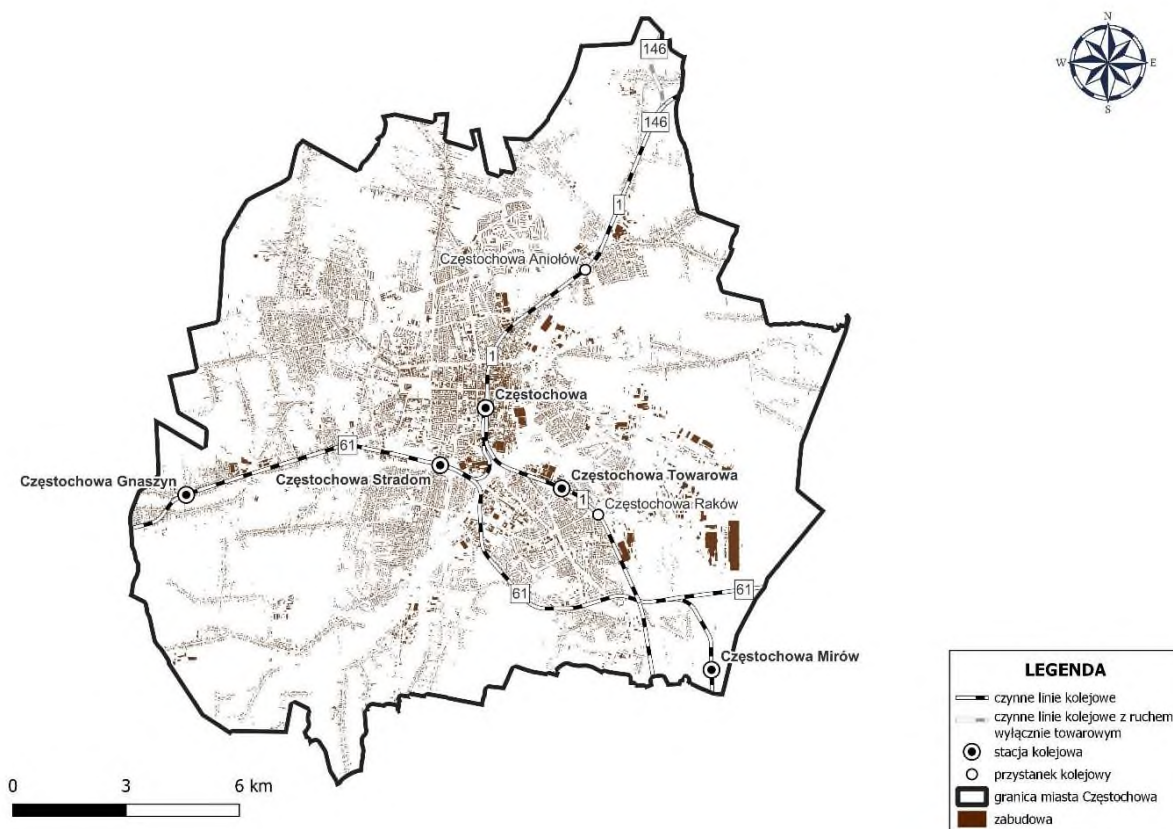 N
W
E
S
146
146
1
Częstochowa Aniołów
1
Częstochowa
61
Częstochowa Gnaszyn
Częstochowa Stradom
Częstochowa Towarowa
1
Częstochowa Raków
61
61
Częstochowa Mirów
LEGENDA
czynne linie kolejowe
czynne linie kolejowe z ruchem
wyłącznie towarowym
stacja kolejowa
przystanek kolejowy
granica miasta Częstochowa
zabudowa
0 3 6 km